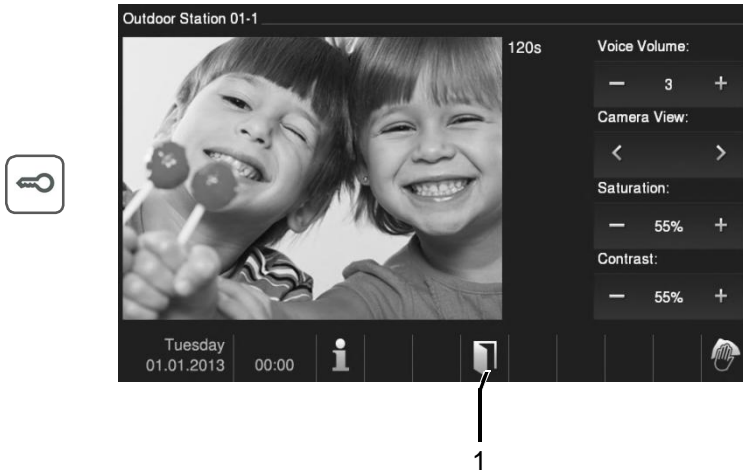 Outdoor Station 01-1
120s
Voice Volume:
— 3 +
Camera View:
< >
Saturation:
— 55% +
Contrast:
— 55% +
Tuesday
01.01.2013
00:00
i
1